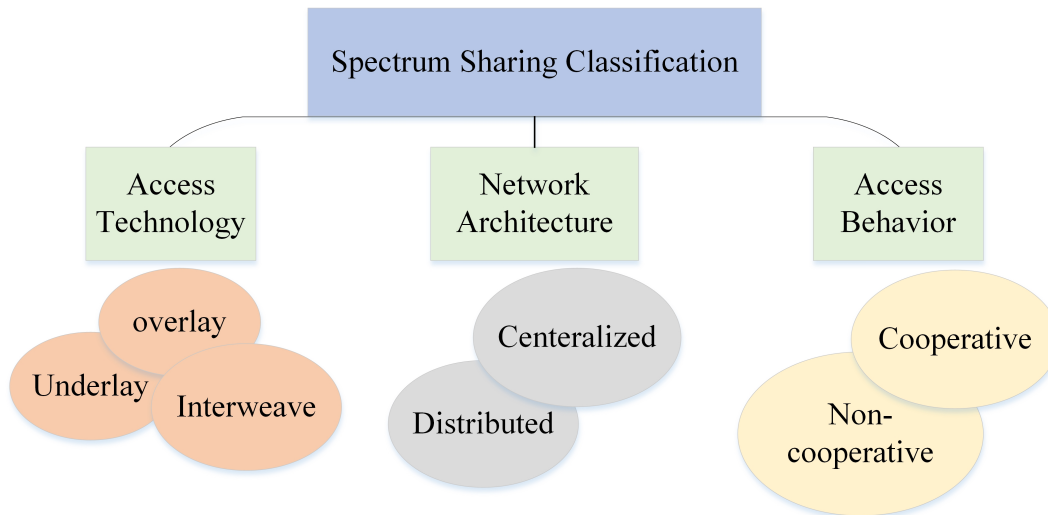 Spectrum Sharing Classification
Access
Technology
Network
Architecture
Access
Behavior
overlay
Underlay
Interweave
Centeralized
Distributed
Cooperative
Non-
cooperative